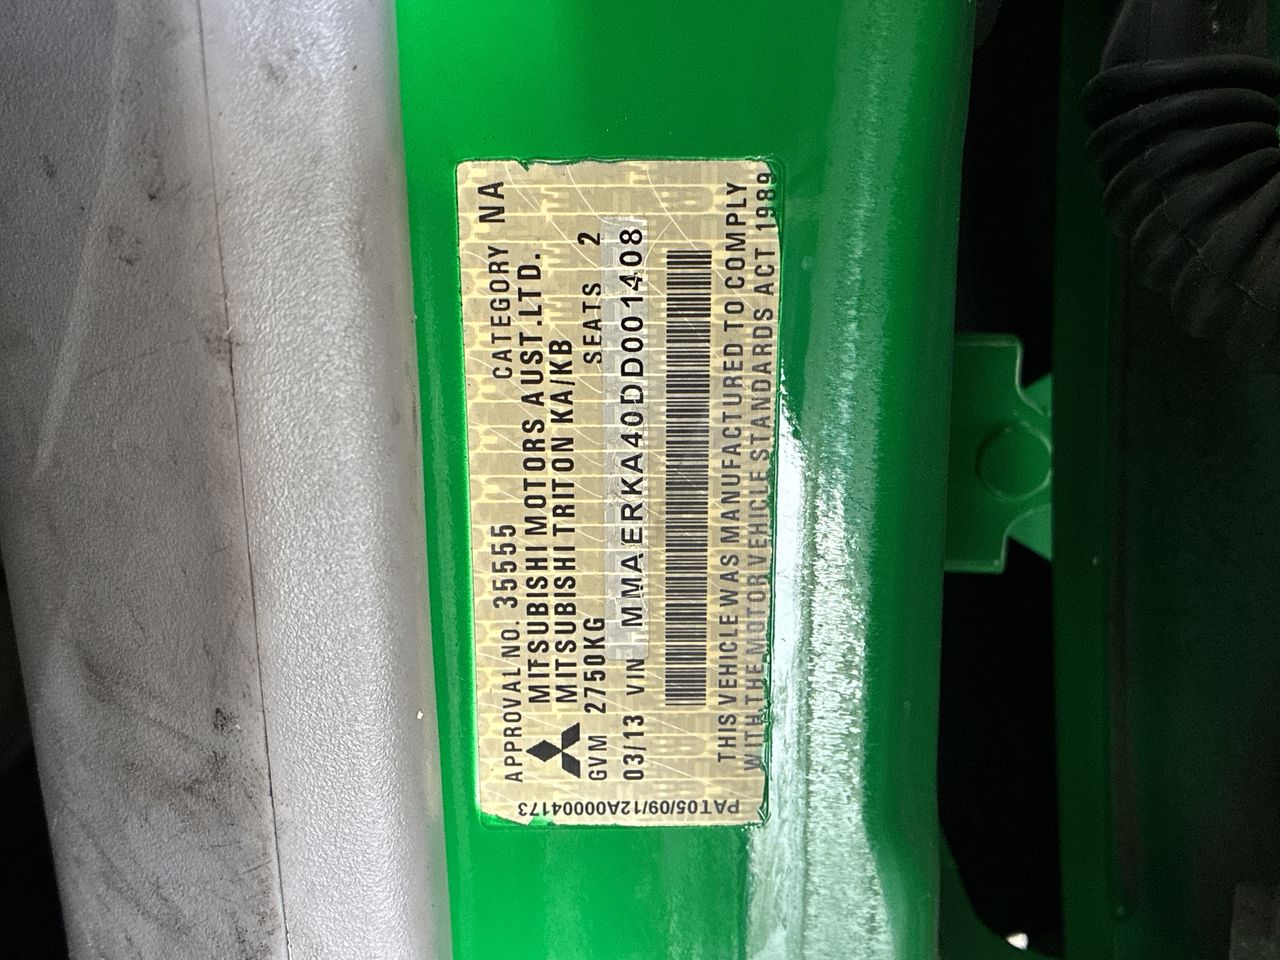 APPROVAL NO. 35555 CATEGORY NA
MITSUBISHI MOTORS AUST.LTD.
MITSUBISHI TRITON KA/KB
GVM 2750KG SEATS 2
03/13 VIN MMAERKA40DD001408
THIS VEHICLE WAS MANUFACTURED TO COMPLY
WITH THE MOTOR VEHICLE STANDARDS ACT 1989
PAT05/09/12A00004173